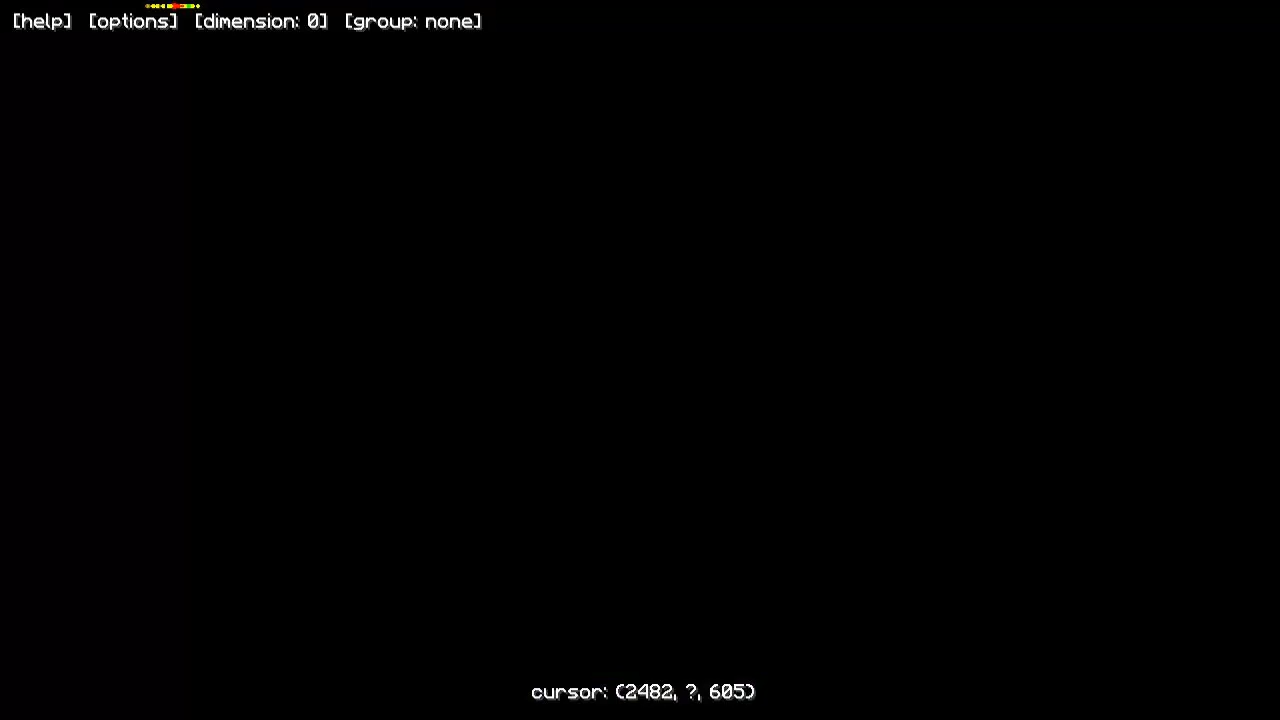 [help] [options] [dimension: 0] [group: none]
cursor: (2482, ?, 605)